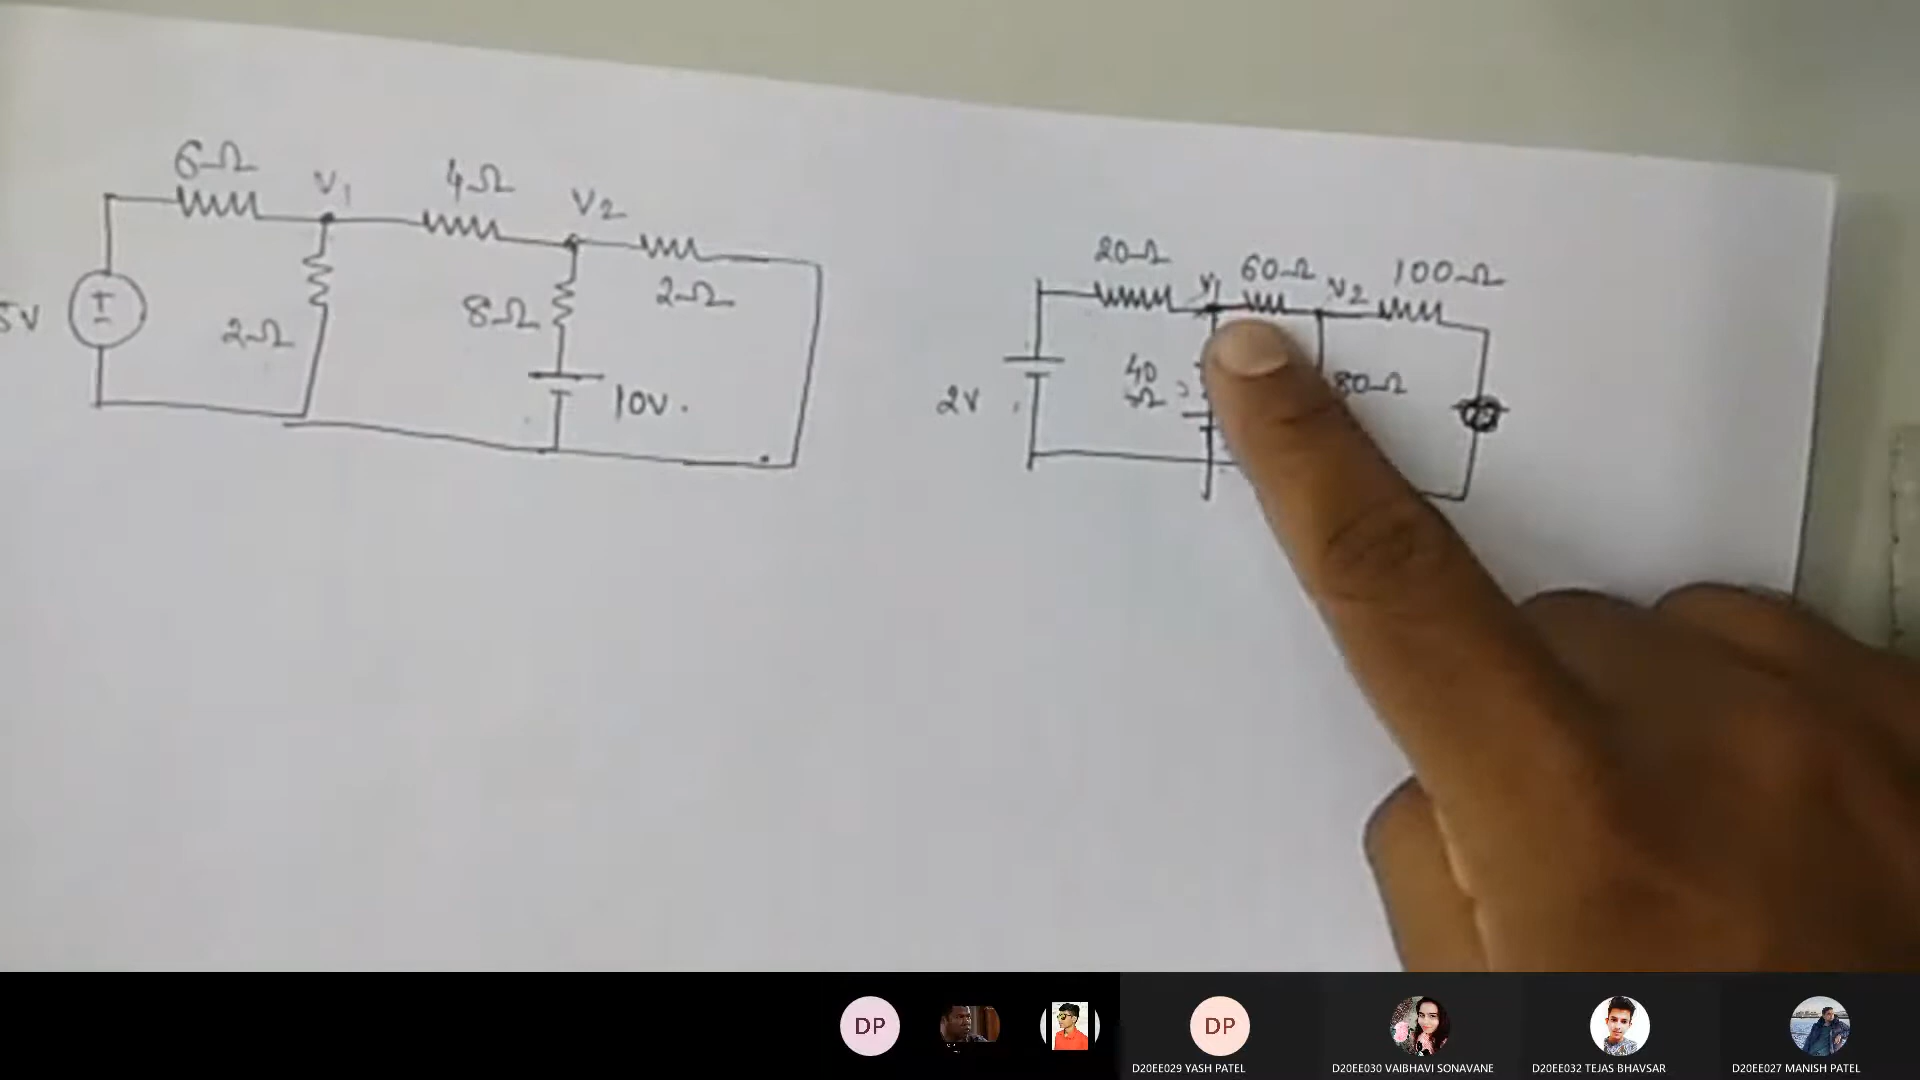 6Ω
V1
4Ω
V2
5V
2Ω
8Ω
2Ω
10V.
20Ω
V1
60Ω
V2
100Ω
2V
40
Ω
80Ω
DP
DP
D20EE029 YASH PATEL
D20EE030 VAIBHAVI SONAVANE
D20EE032 TEJAS BHAVSAR
D20EE027 MANISH PATEL